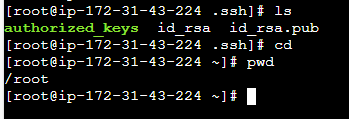 [root@ip-172-31-43-224 .ssh]# ls
authorized_keys  id_rsa  id_rsa.pub
[root@ip-172-31-43-224 .ssh]# cd
[root@ip-172-31-43-224 ~]# pwd
/root
[root@ip-172-31-43-224 ~]#